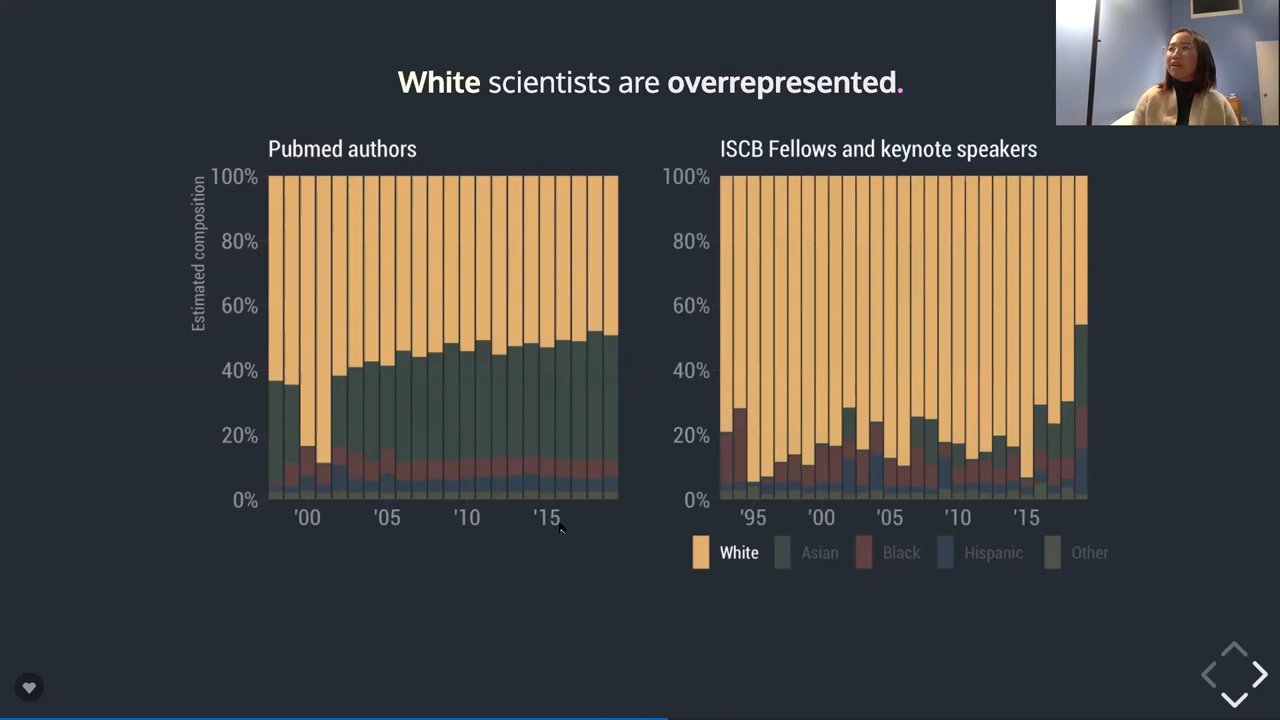 White scientists are overrepresented.
Pubmed authors
Estimated composition
100%
80%
60%
40%
20%
0%
'00 '05 '10 '15
ISCB Fellows and keynote speakers
100%
80%
60%
40%
20%
0%
'95 '00 '05 '10 '15
White Asian Black Hispanic Other